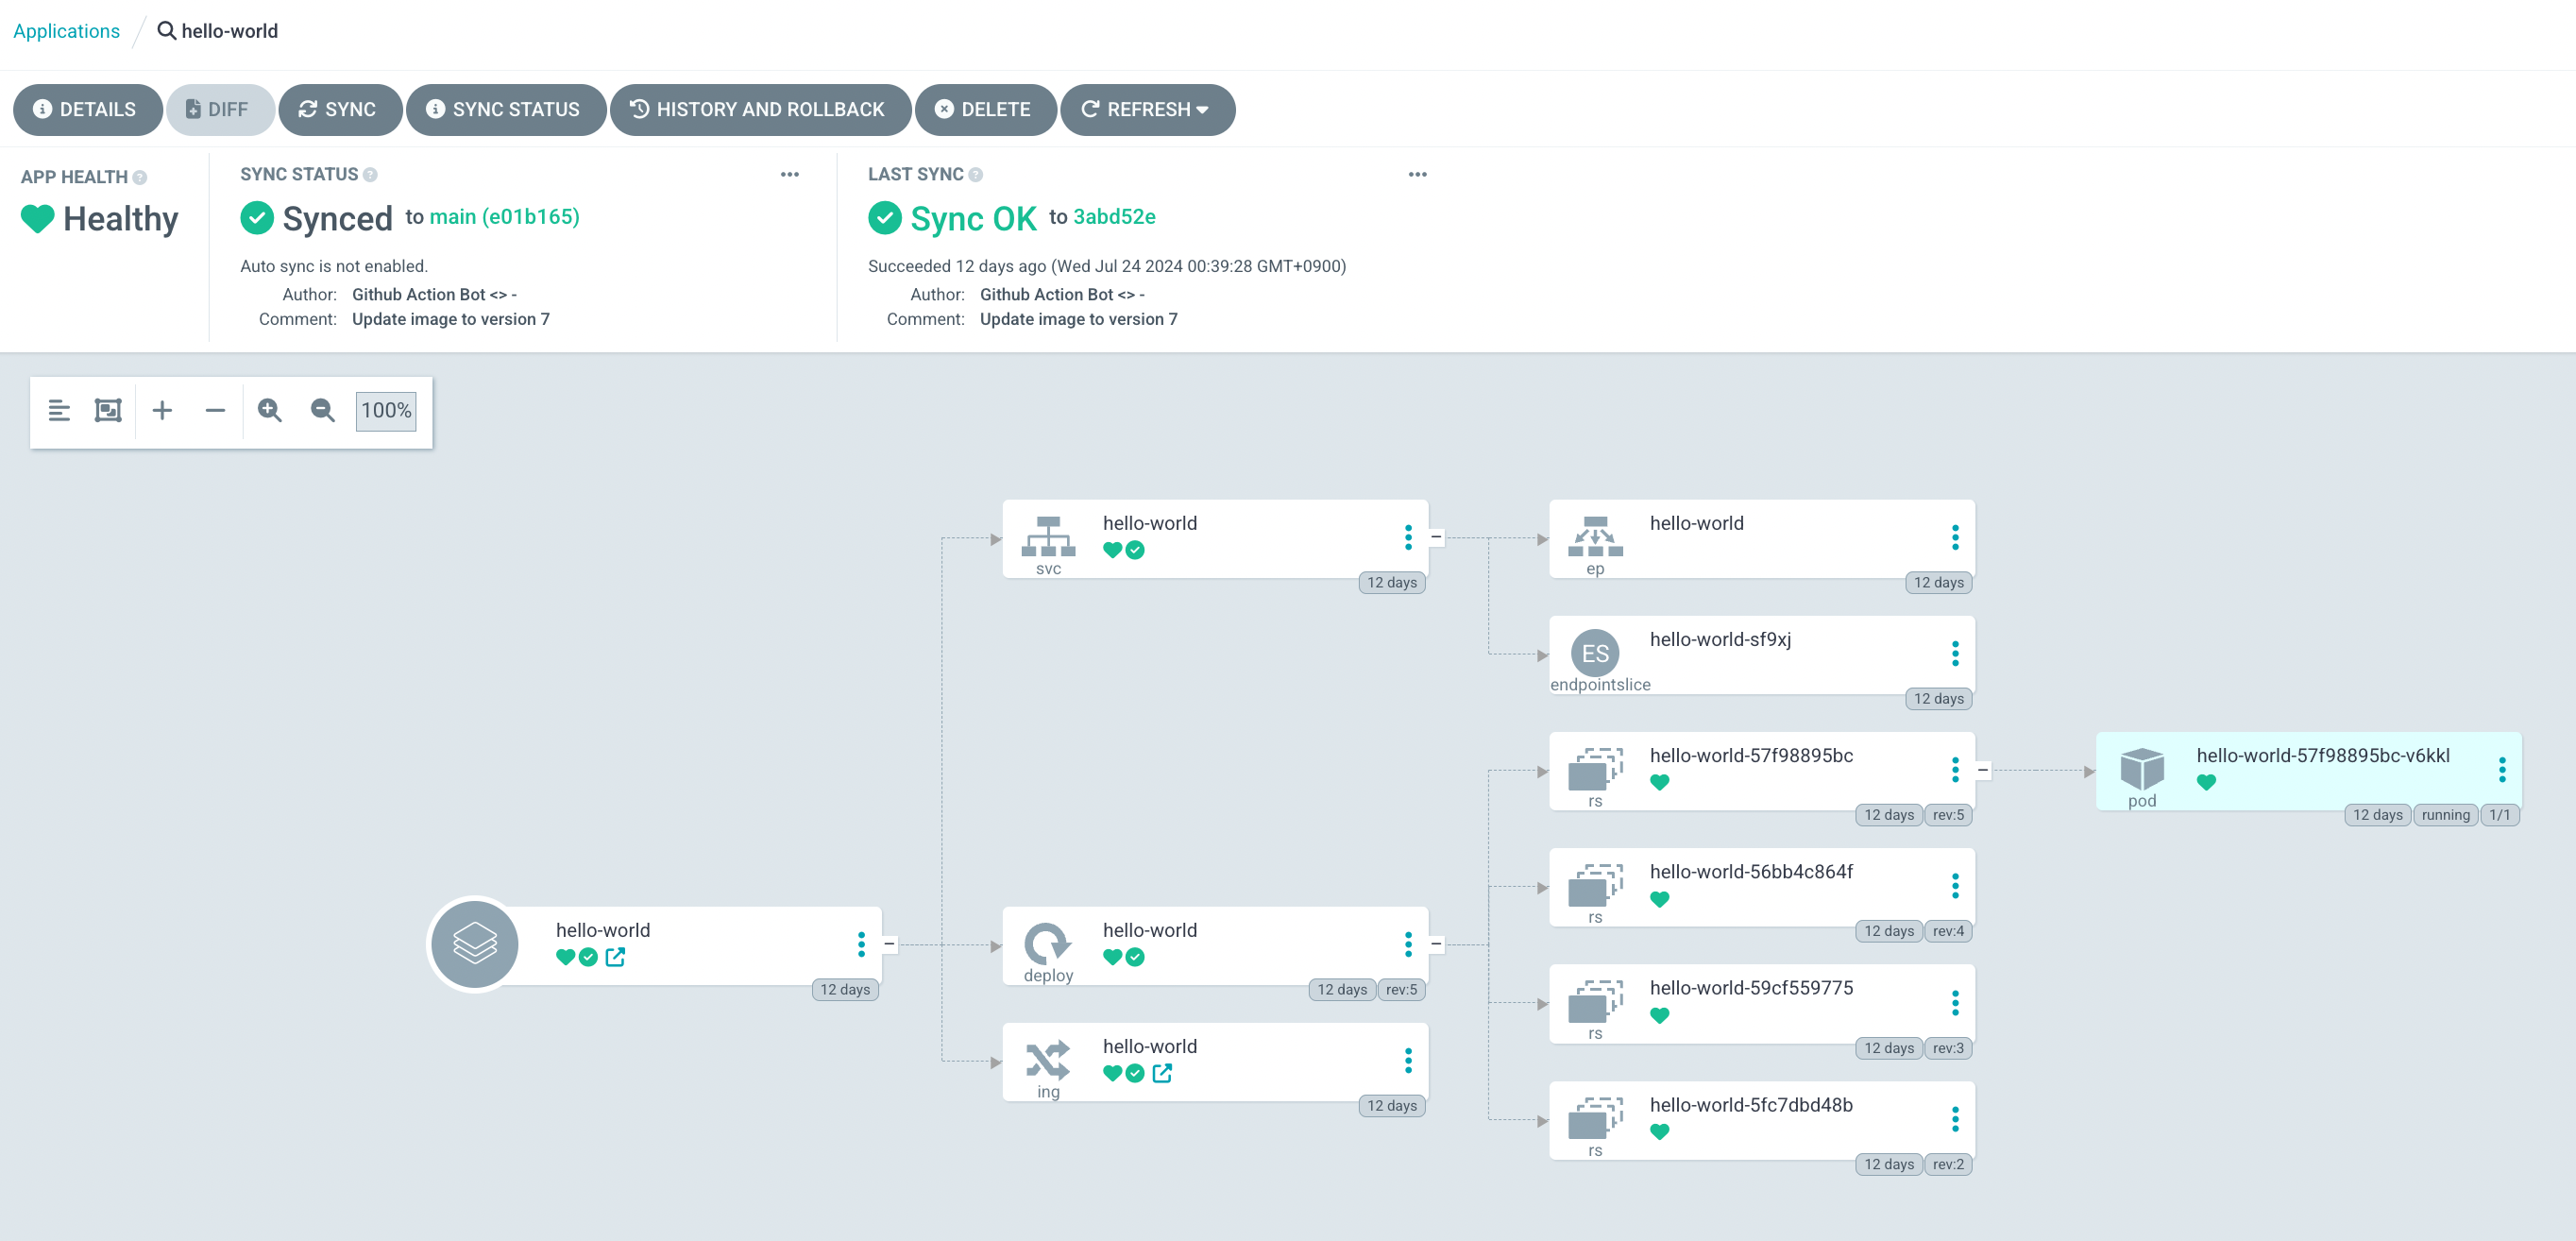 Applications / hello-world
DETAILS DIFF SYNC SYNC STATUS HISTORY AND ROLLBACK DELETE REFRESH
APP HEALTH ?
Healthy
SYNC STATUS ? ...
Synced to main (e01b165)
Auto sync is not enabled.
Author: Github Action Bot <> -
Comment: Update image to version 7
LAST SYNC ? ...
Sync OK to 3abd52e
Succeeded 12 days ago (Wed Jul 24 2024 00:39:28 GMT+0900)
Author: Github Action Bot <> -
Comment: Update image to version 7
100%
hello-world
svc
12 days
hello-world
ep
12 days
hello-world-sf9xj
ES
endpointslice
12 days
hello-world-57f98895bc
rs
12 days rev:5
hello-world-57f98895bc-v6kkl
pod
12 days running 1/1
hello-world-56bb4c864f
rs
12 days rev:4
hello-world
12 days
hello-world
deploy
12 days rev:5
hello-world-59cf559775
rs
12 days rev:3
hello-world
ing
12 days
hello-world-5fc7dbd48b
rs
12 days rev:2